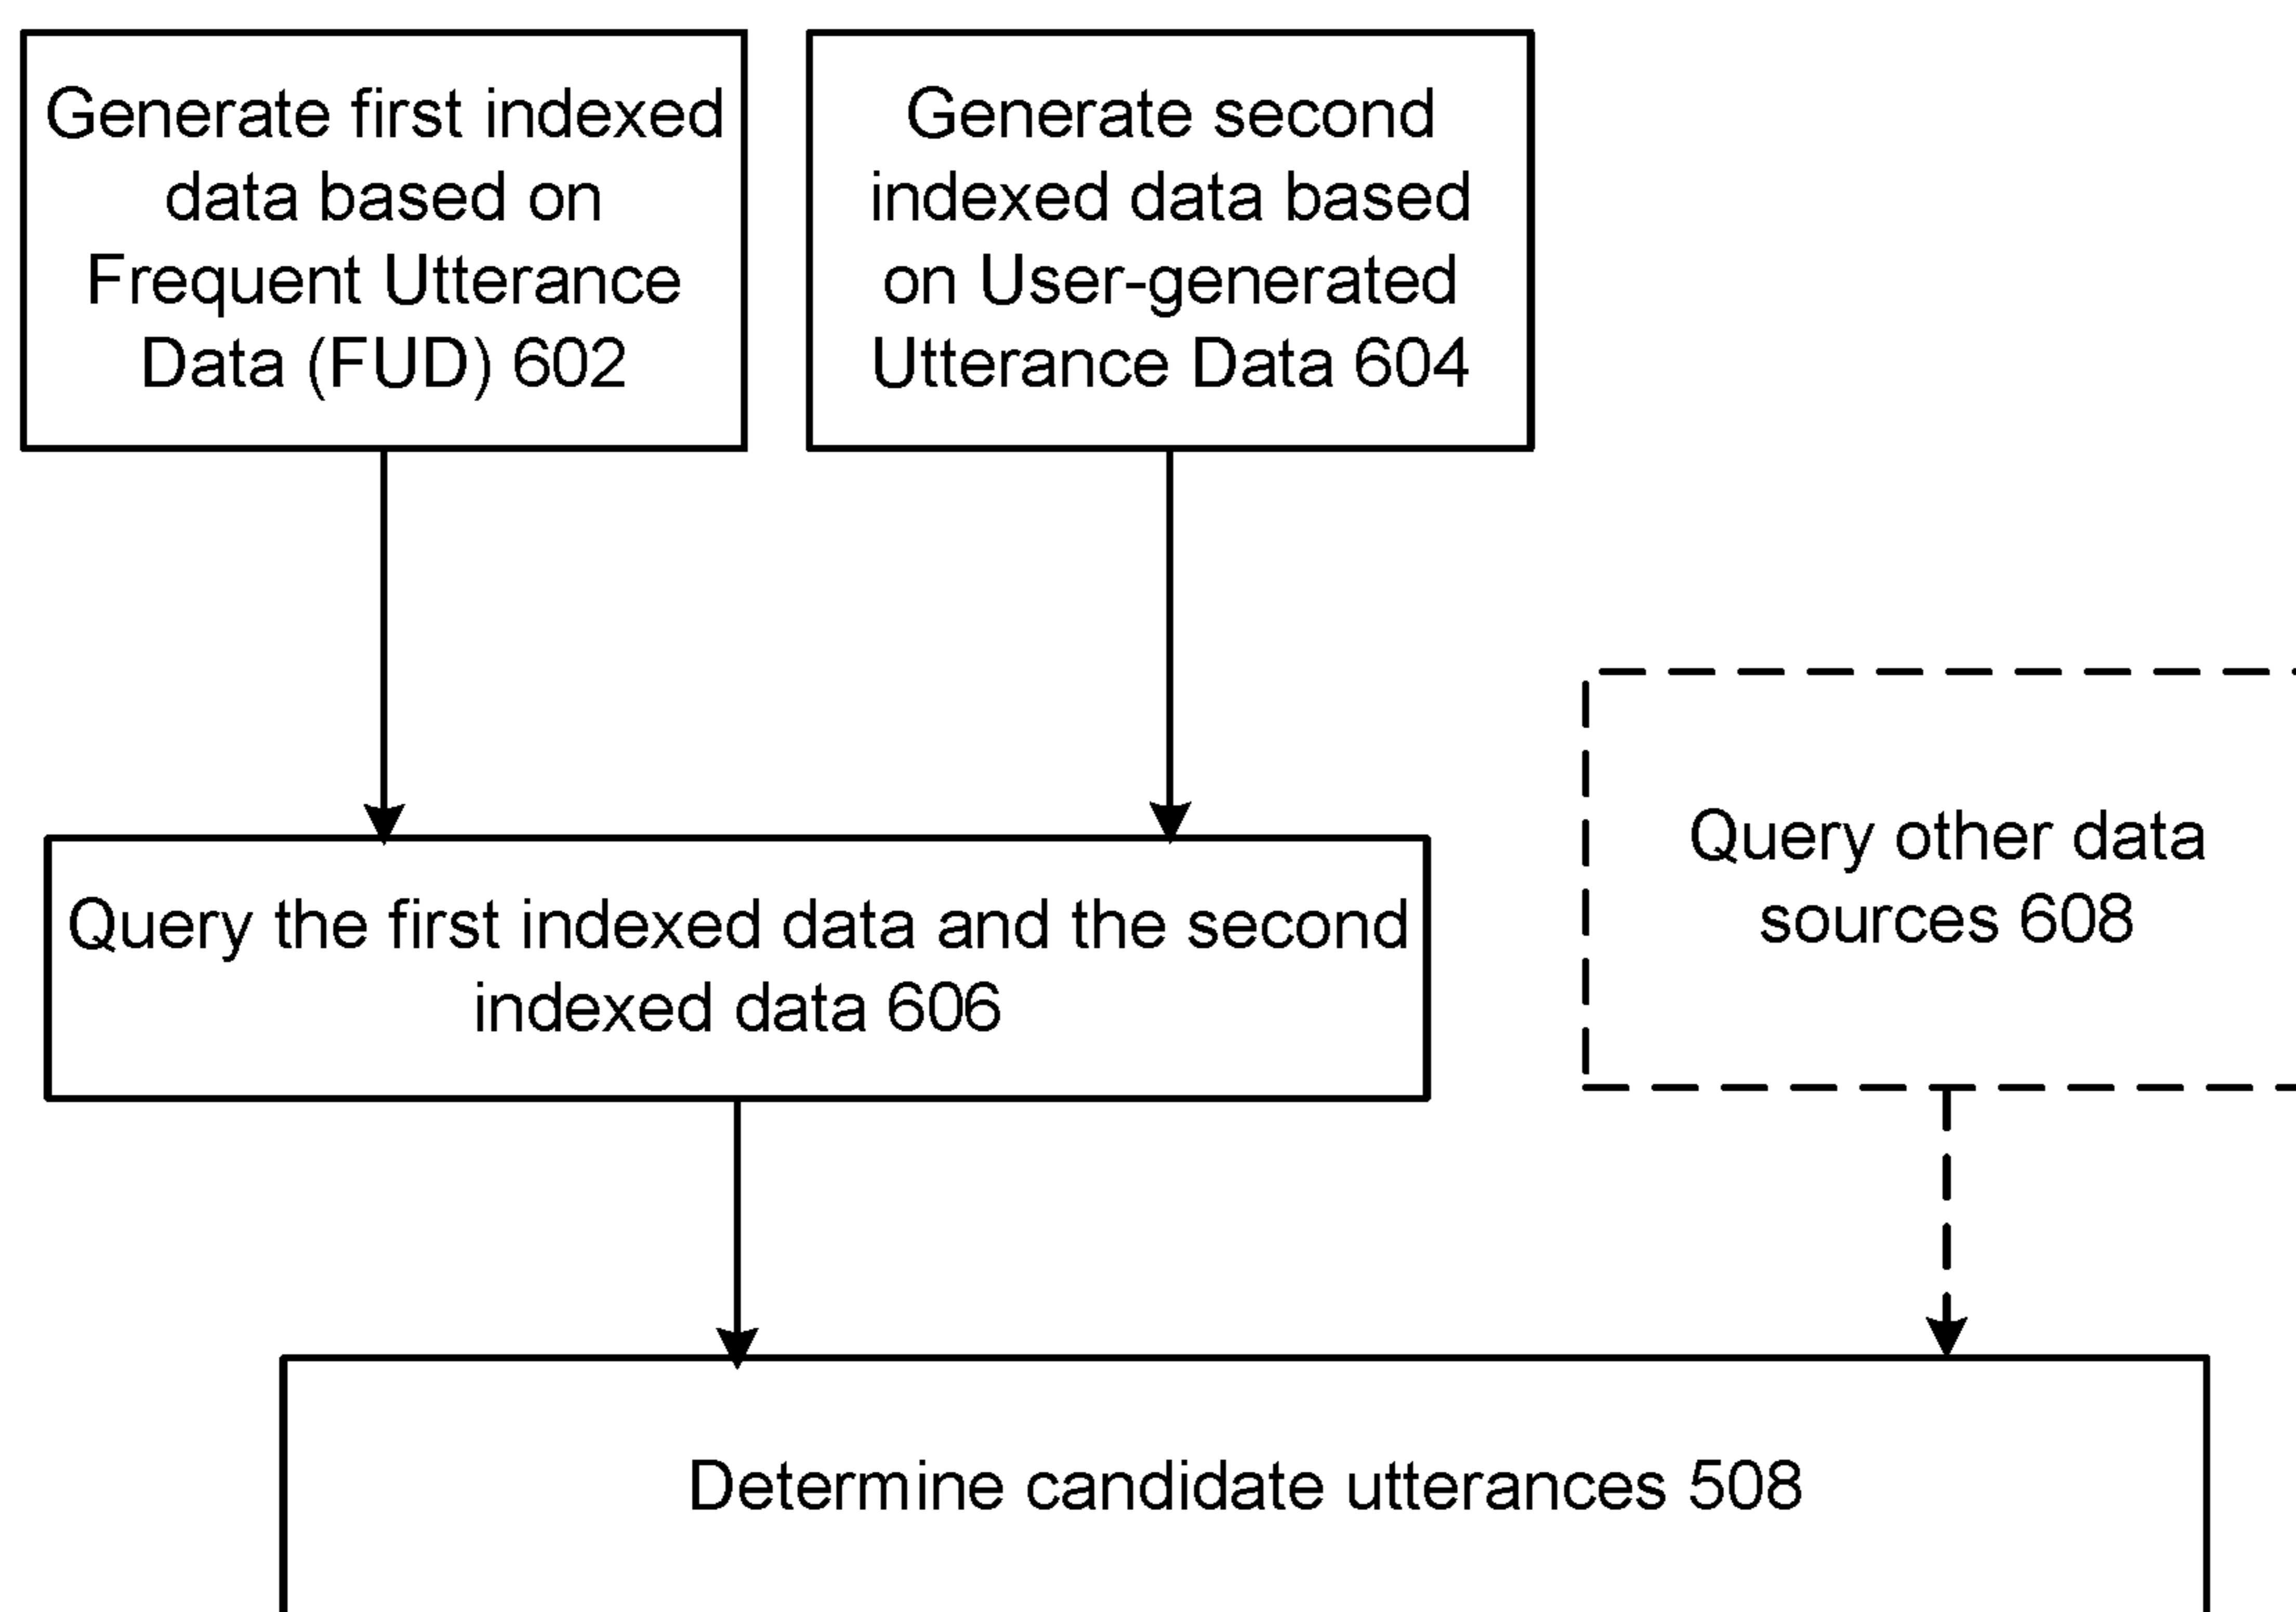 Generate first indexed
data based on
Frequent Utterance
Data (FUD) 602
Generate second
indexed data based
on User-generated
Utterance Data 604
Query other data
sources 608
Query the first indexed data and the second
indexed data 606
Determine candidate utterances 508